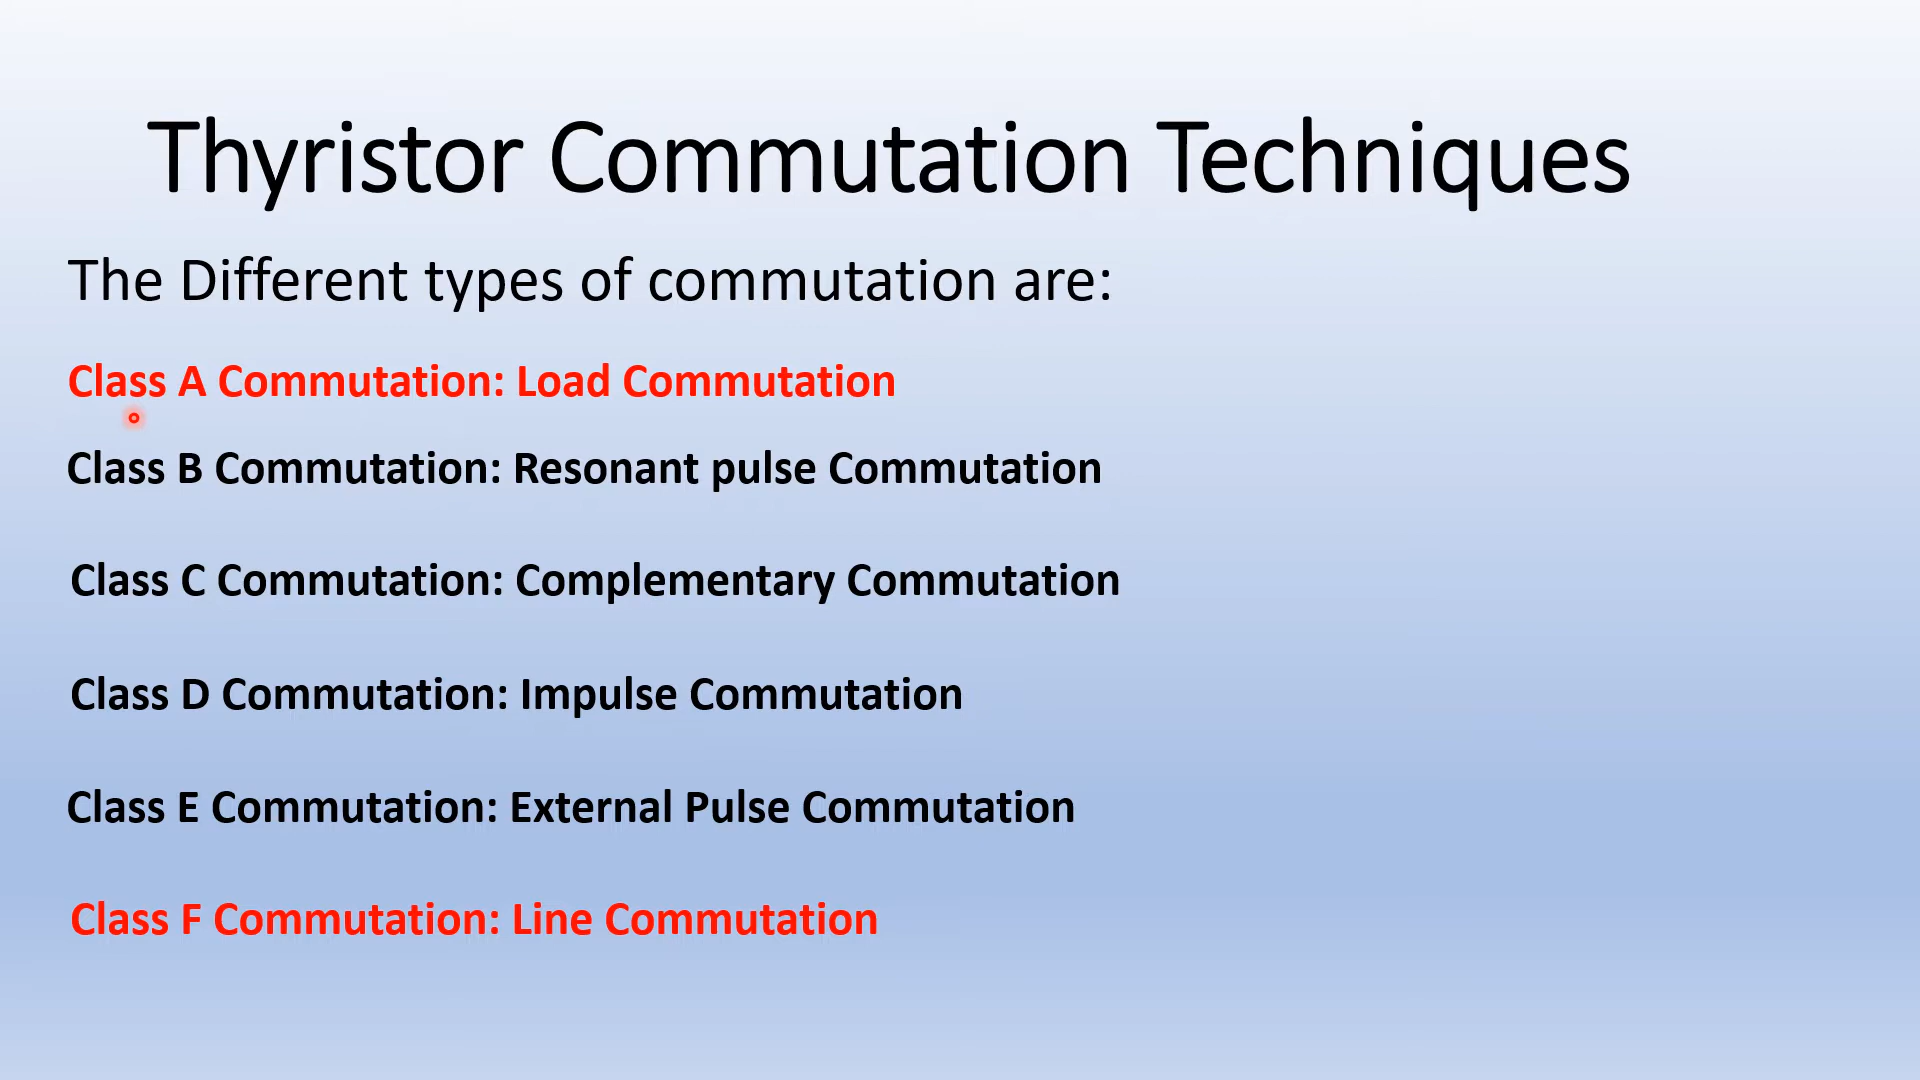 Thyristor Commutation Techniques
The Different types of commutation are:
Class A Commutation: Load Commutation
Class B Commutation: Resonant pulse Commutation
Class C Commutation: Complementary Commutation
Class D Commutation: Impulse Commutation
Class E Commutation: External Pulse Commutation
Class F Commutation: Line Commutation